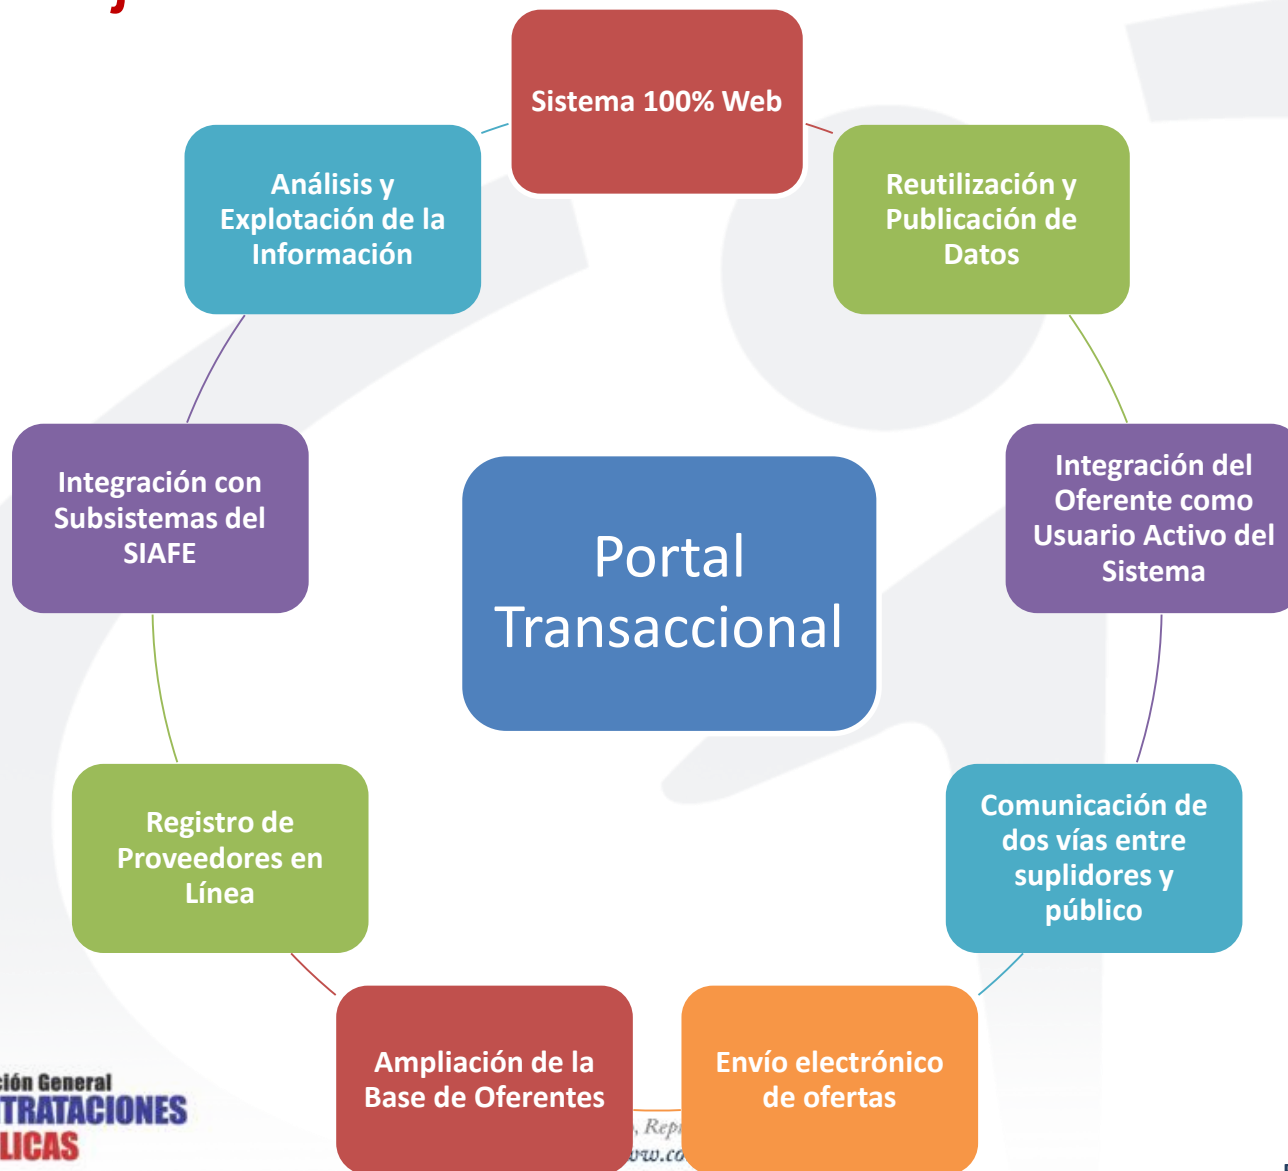 Sistema 100% Web
Análisis y
Explotación de la
Información
Reutilización y
Publicación de
Datos
Integración con
Subsistemas del
SIAFE
Portal
Transaccional
Integración del
Oferente como
Usuario Activo del
Sistema
Registro de
Proveedores en
Línea
Comunicación de
dos vías entre
suplidores y
público
Ampliación de la
Base de Oferentes
Envío electrónico
de ofertas
ción General
TRATACIONES
LICAS